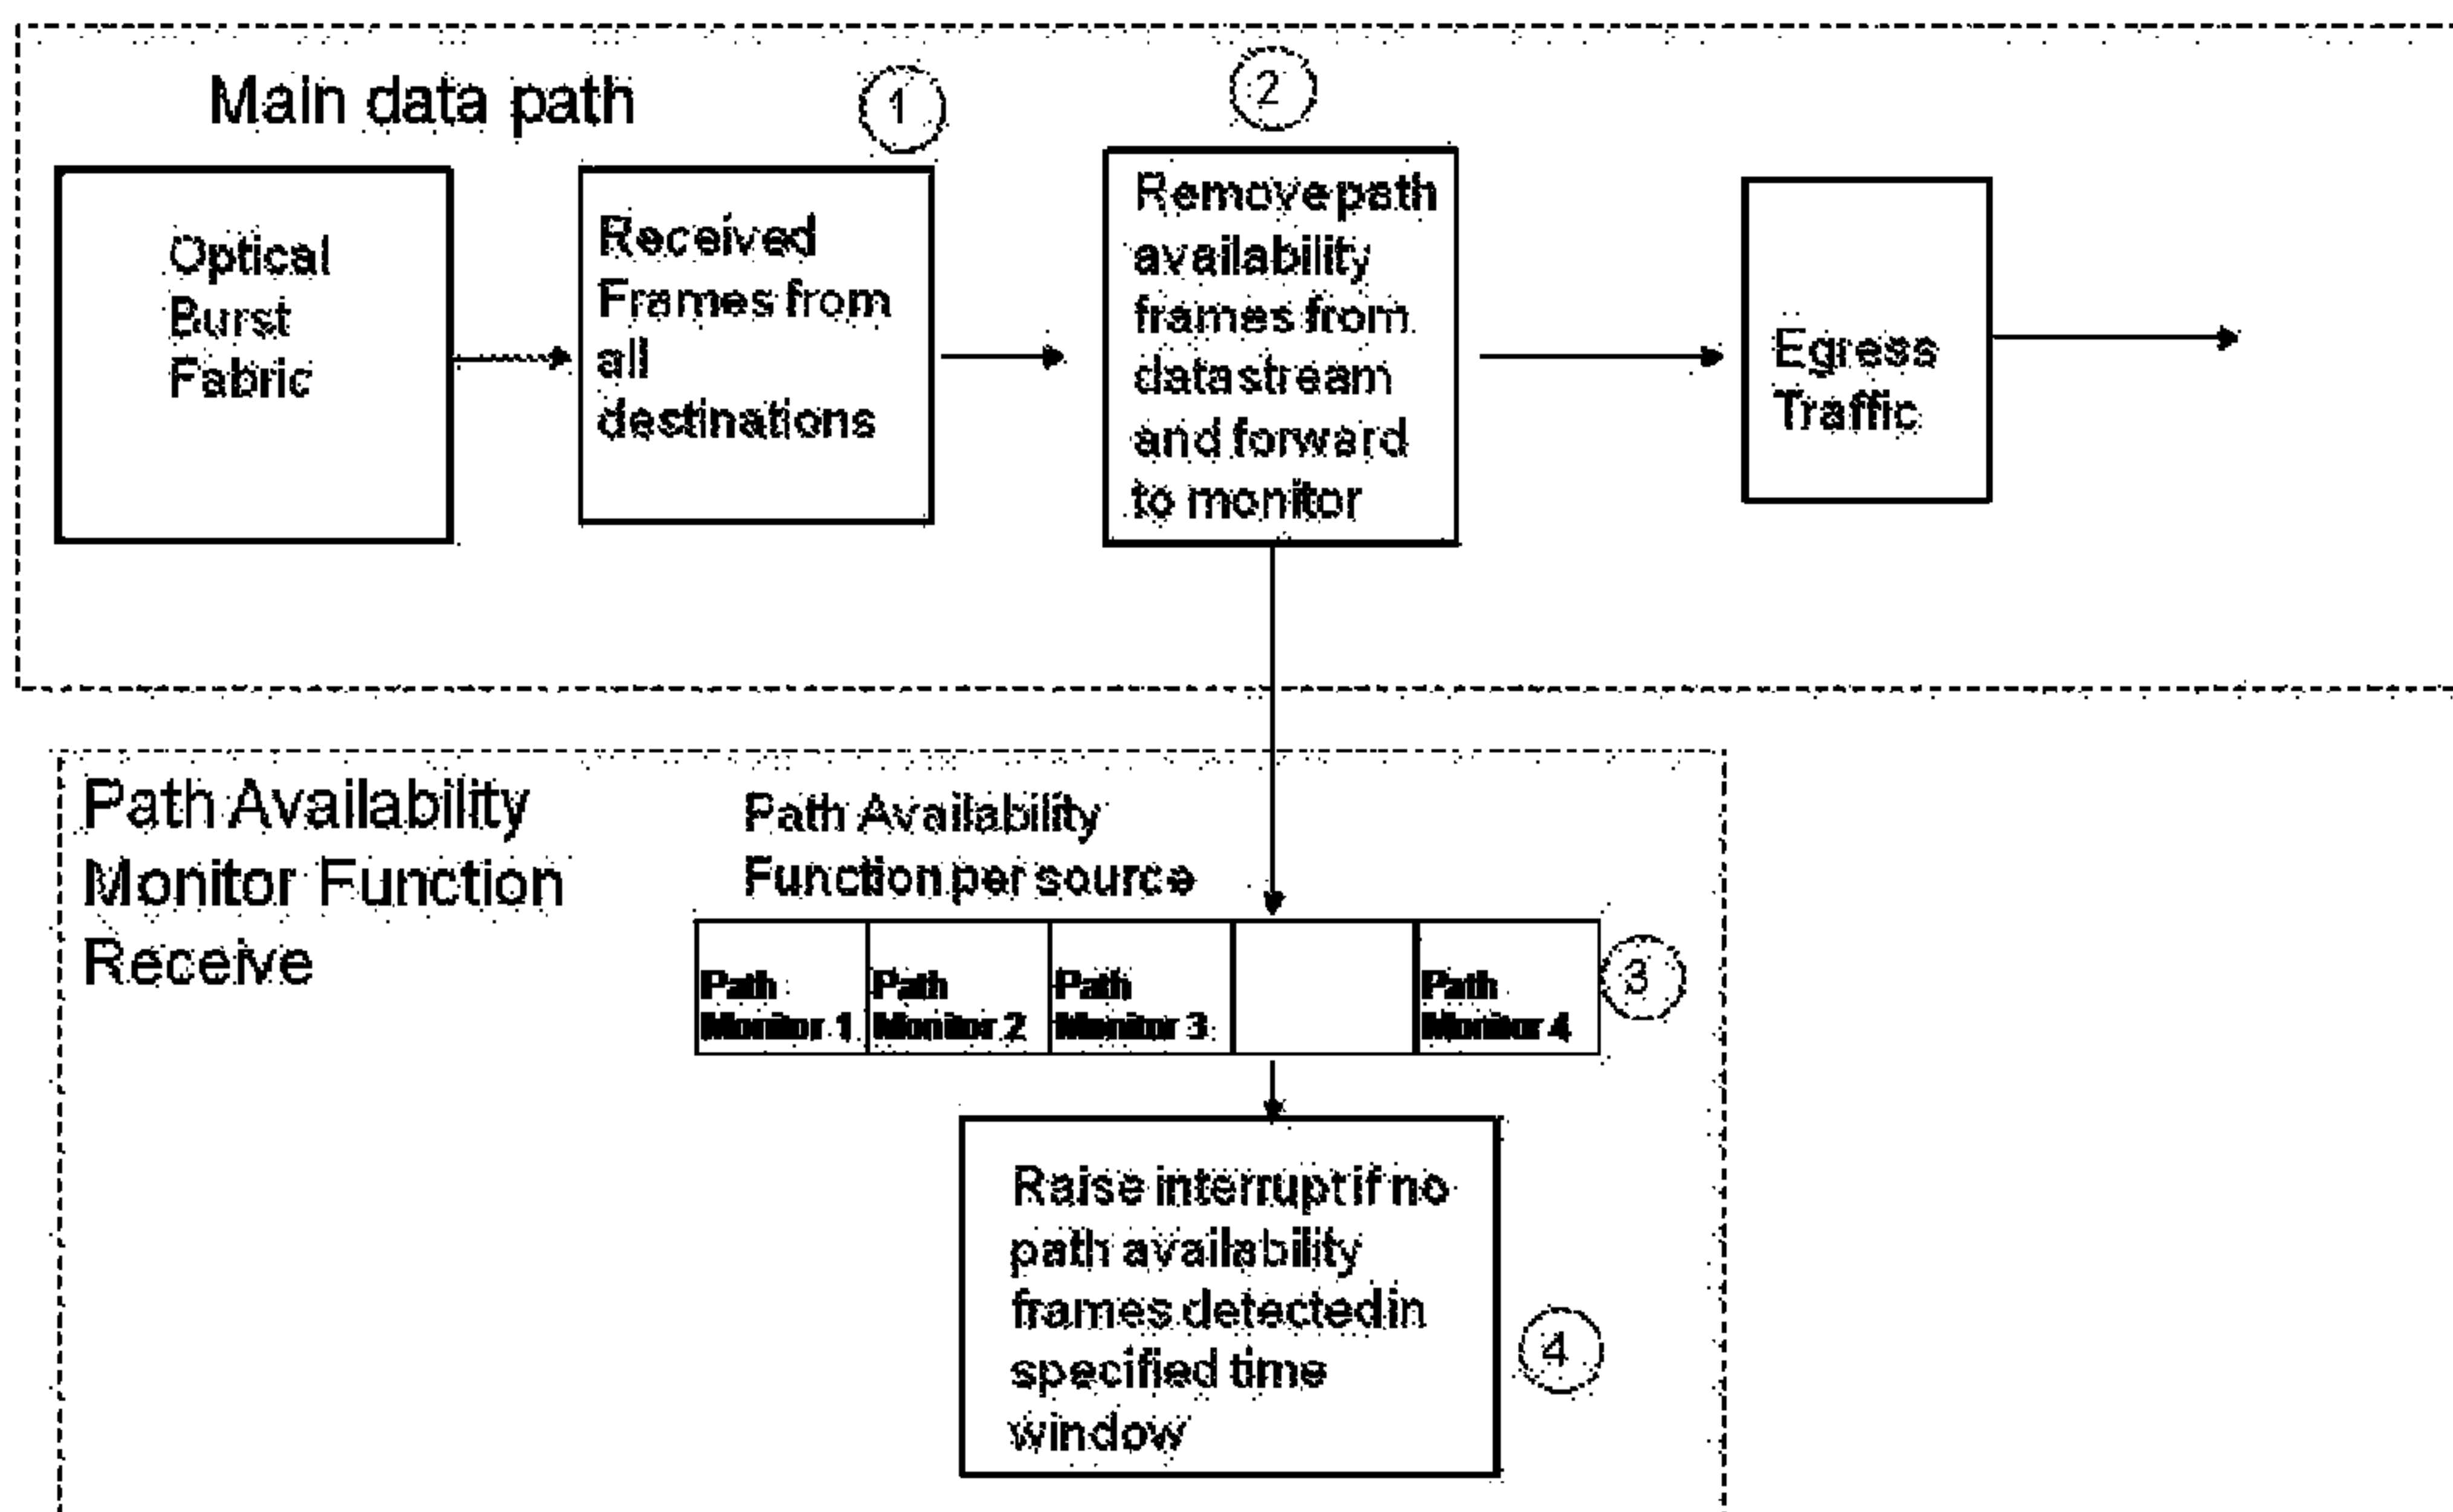 Main data path
1
2
Optical
Burst
Fabric
Received
Frames from
all
destinations
Remove path
availability
frames from
data stream
and forward
to monitor
Egress
Traffic
Path Availability
Monitor Function
Receive
Path Availability
Function per source
Path
Monitor 1
Path
Monitor 2
Path
Monitor 3
Path
Monitor 4
3
Raise interrupt if no
path availability
frames detected in
specified time
window
4